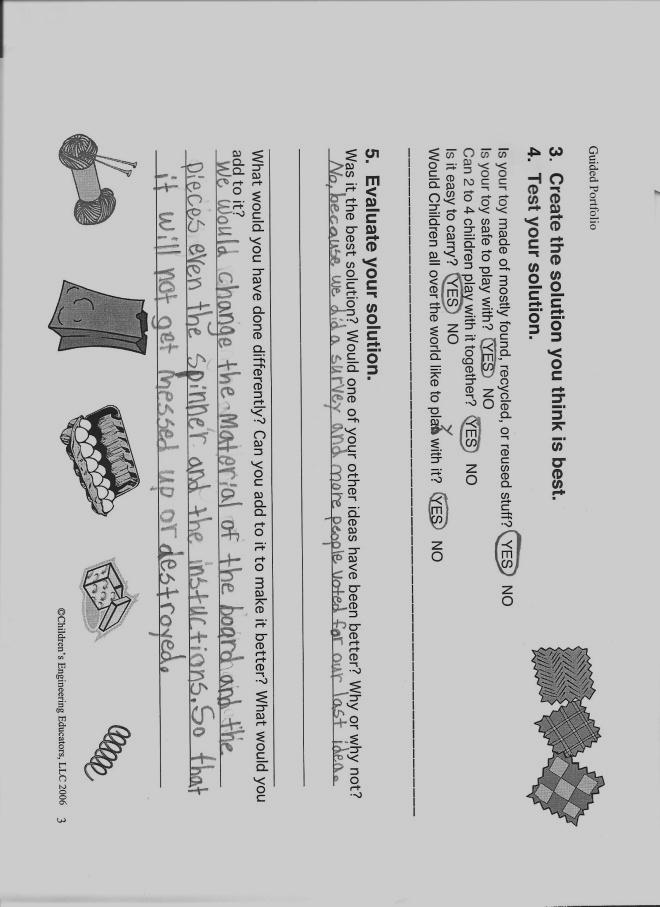 Guided Portfolio
3. Create the solution you think is best.
4. Test your solution.
Is your toy made of mostly found, recycled, or reused stuff? YES NO
Is your toy safe to play with? YES NO
Can 2 to 4 children play with it together? YES NO
Is it easy to carry? YES NO
Would Children all over the world like to play with it? YES NO
5. Evaluate your solution.
Was it the best solution? Would one of your other ideas have been better? Why or why not?
No, because we did a survey and more people voted for our last idea.
What would you have done differently? Can you add to it to make it better? What would you
add to it?
We would change the material of the board and the
pieces even the spinner and the instuctions. So that
it will not get messed up or destroyed.
©Children's Engineering Educators, LLC 2006 3